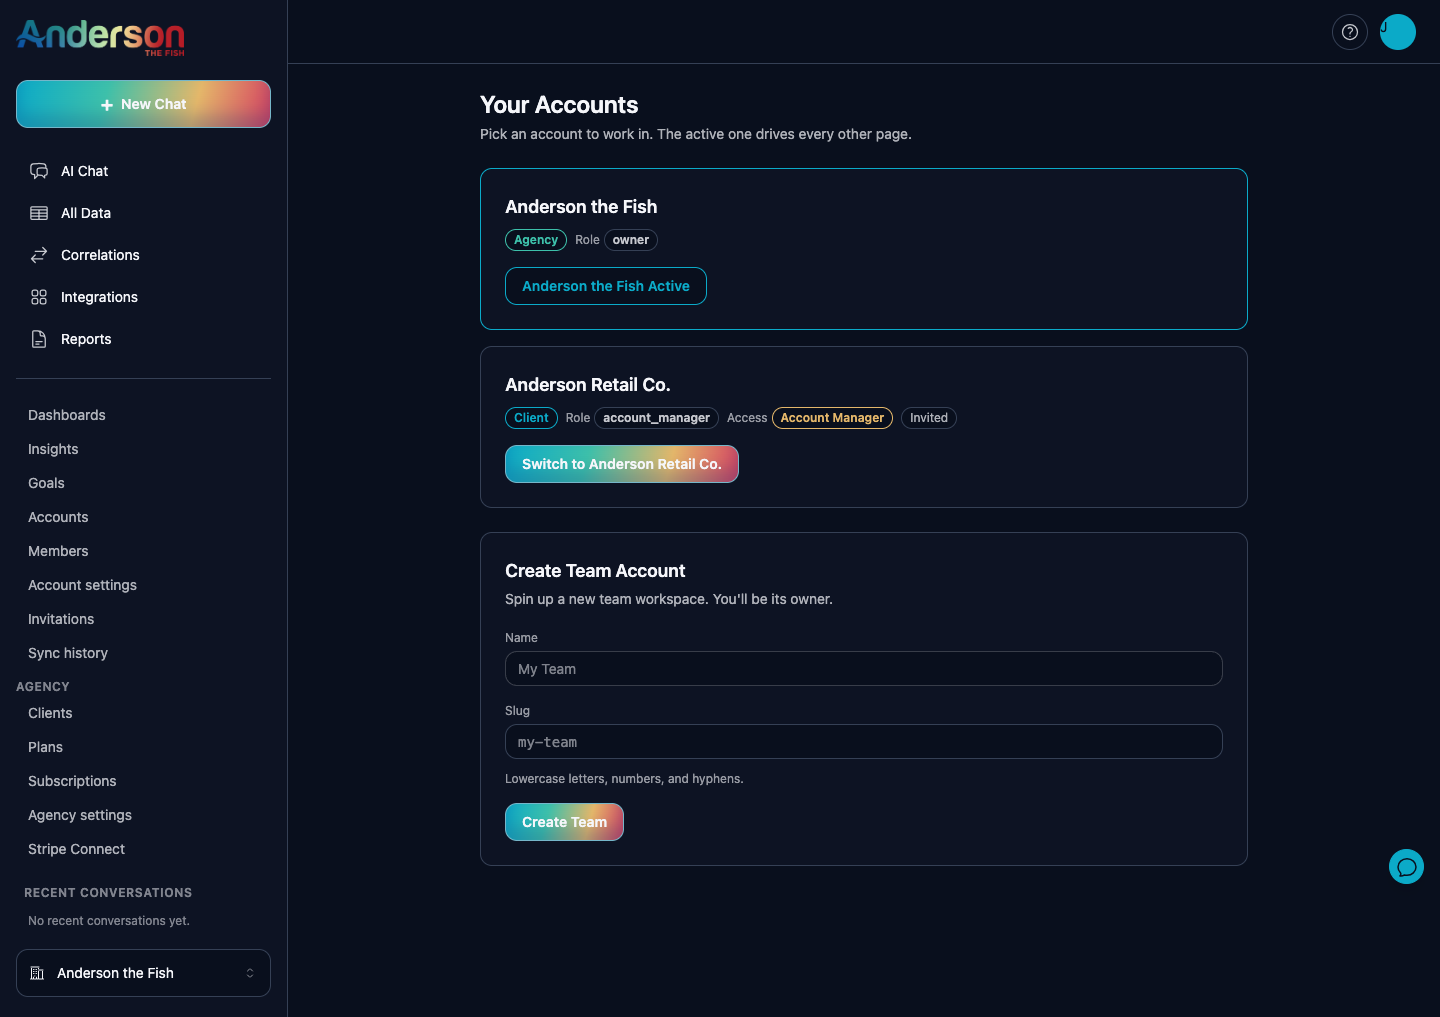 Anderson
THE FISH
New Chat
AI Chat
All Data
Correlations
Integrations
Reports
Dashboards
Insights
Goals
Accounts
Members
Account settings
Invitations
Sync history
AGENCY
Clients
Plans
Subscriptions
Agency settings
Stripe Connect
RECENT CONVERSATIONS
No recent conversations yet.
Anderson the Fish
J
Your Accounts
Pick an account to work in. The active one drives every other page.
Anderson the Fish
Agency Role owner
Anderson the Fish Active
Anderson Retail Co.
Client Role account_manager Access Account Manager Invited
Switch to Anderson Retail Co.
Create Team Account
Spin up a new team workspace. You'll be its owner.
Name
My Team
Slug
my-team
Lowercase letters, numbers, and hyphens.
Create Team